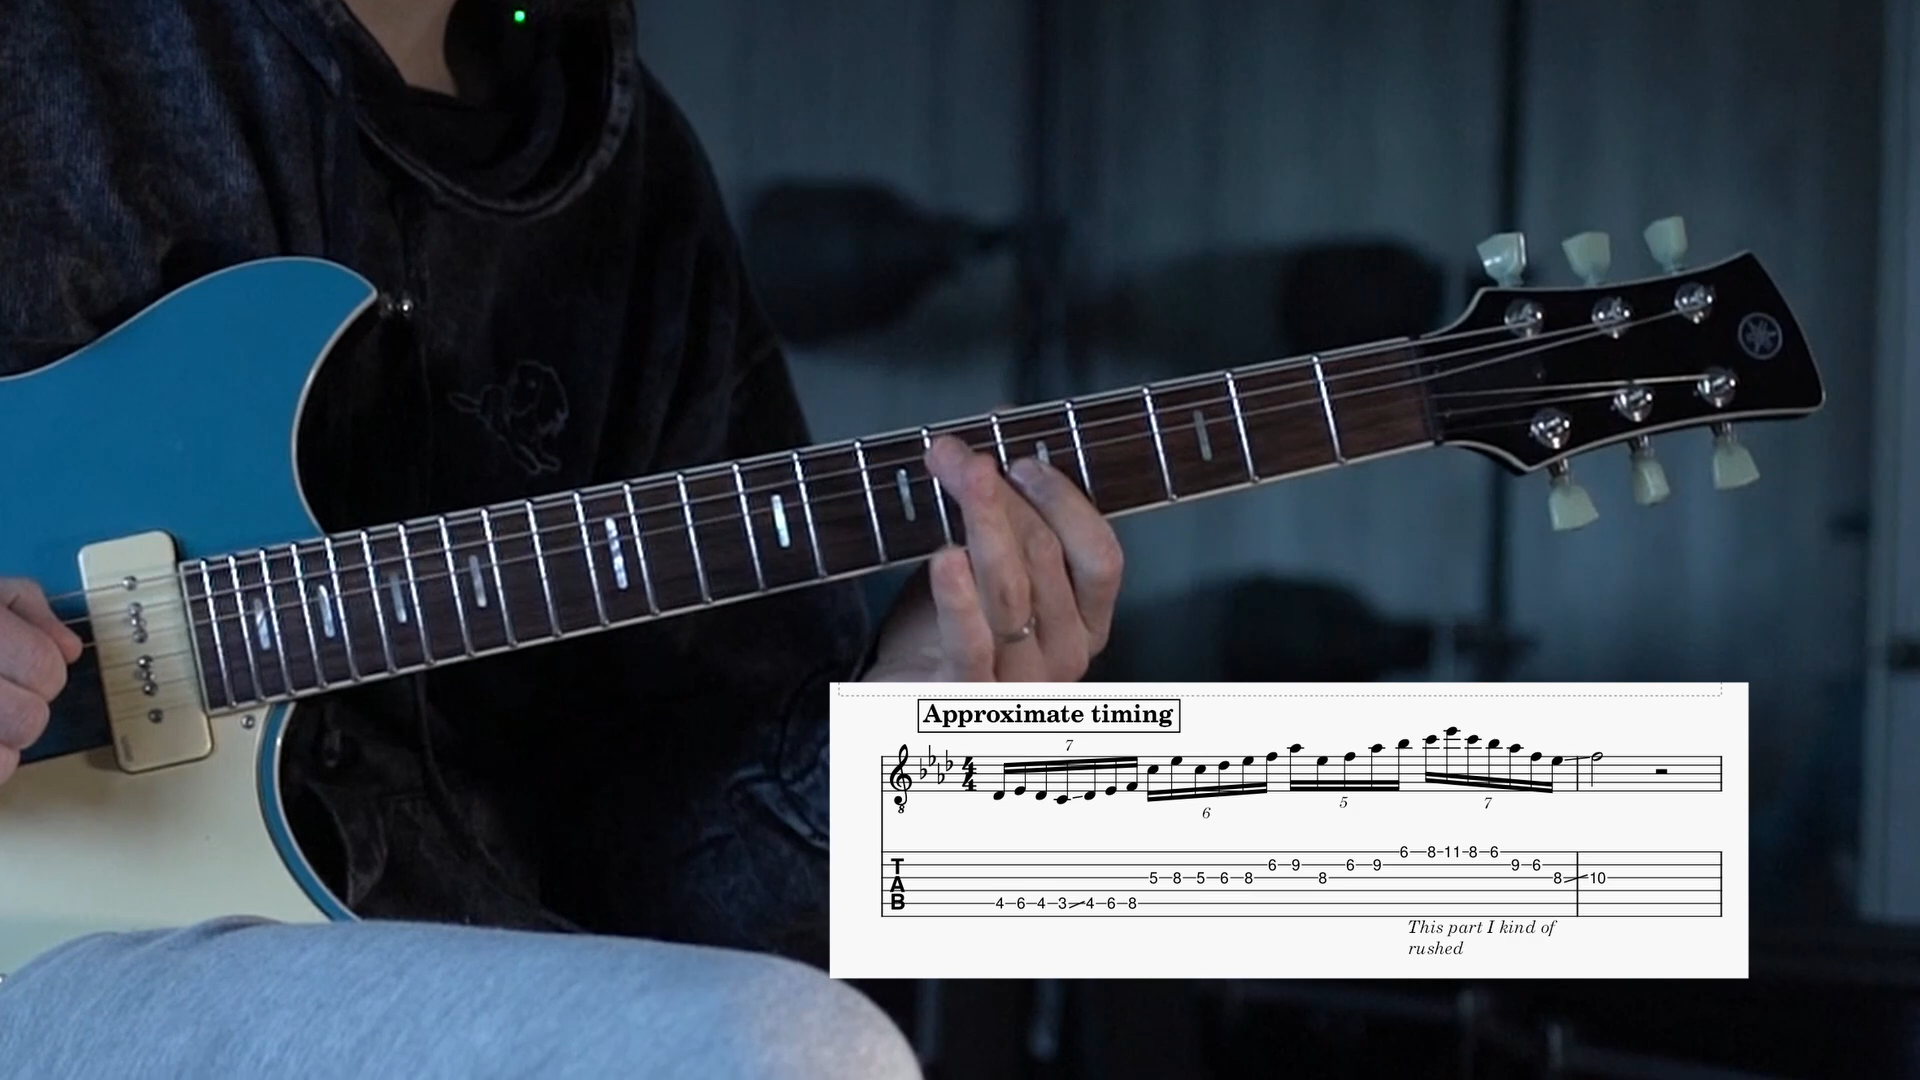 Approximate timing
7
8
4
4
6
5
7
T
A
B
6 8 11 8 6
6 9 6 9 9 6
5 8 5 6 8 8 8 10
4 6 4 3 4 6 8
This part I kind of
rushed